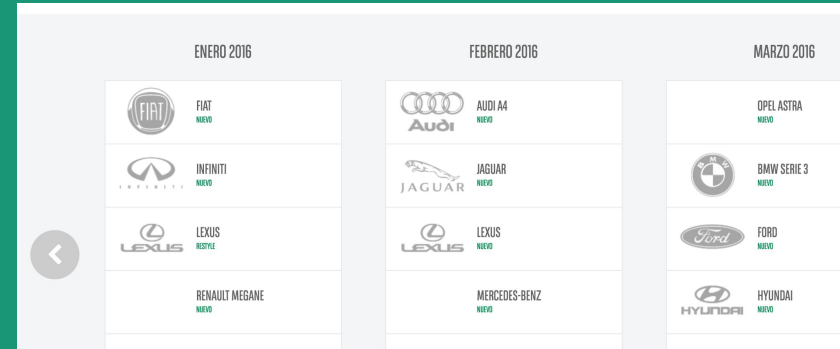 ENERO 2016
FIAT
FIAT
NUEVO
INFINITI
INFINITI
NUEVO
LEXUS
LEXUS
RESTYLE
RENAULT MEGANE
NUEVO
FEBRERO 2016
Audi
AUDI A4
NUEVO
JAGUAR
JAGUAR
NUEVO
LEXUS
LEXUS
NUEVO
MERCEDES-BENZ
NUEVO
MARZO 2016
OPEL ASTRA
NUEVO
BMW
BMW SERIE 3
NUEVO
Ford
FORD
NUEVO
HYUNDAI
HYUNDAI
NUEVO